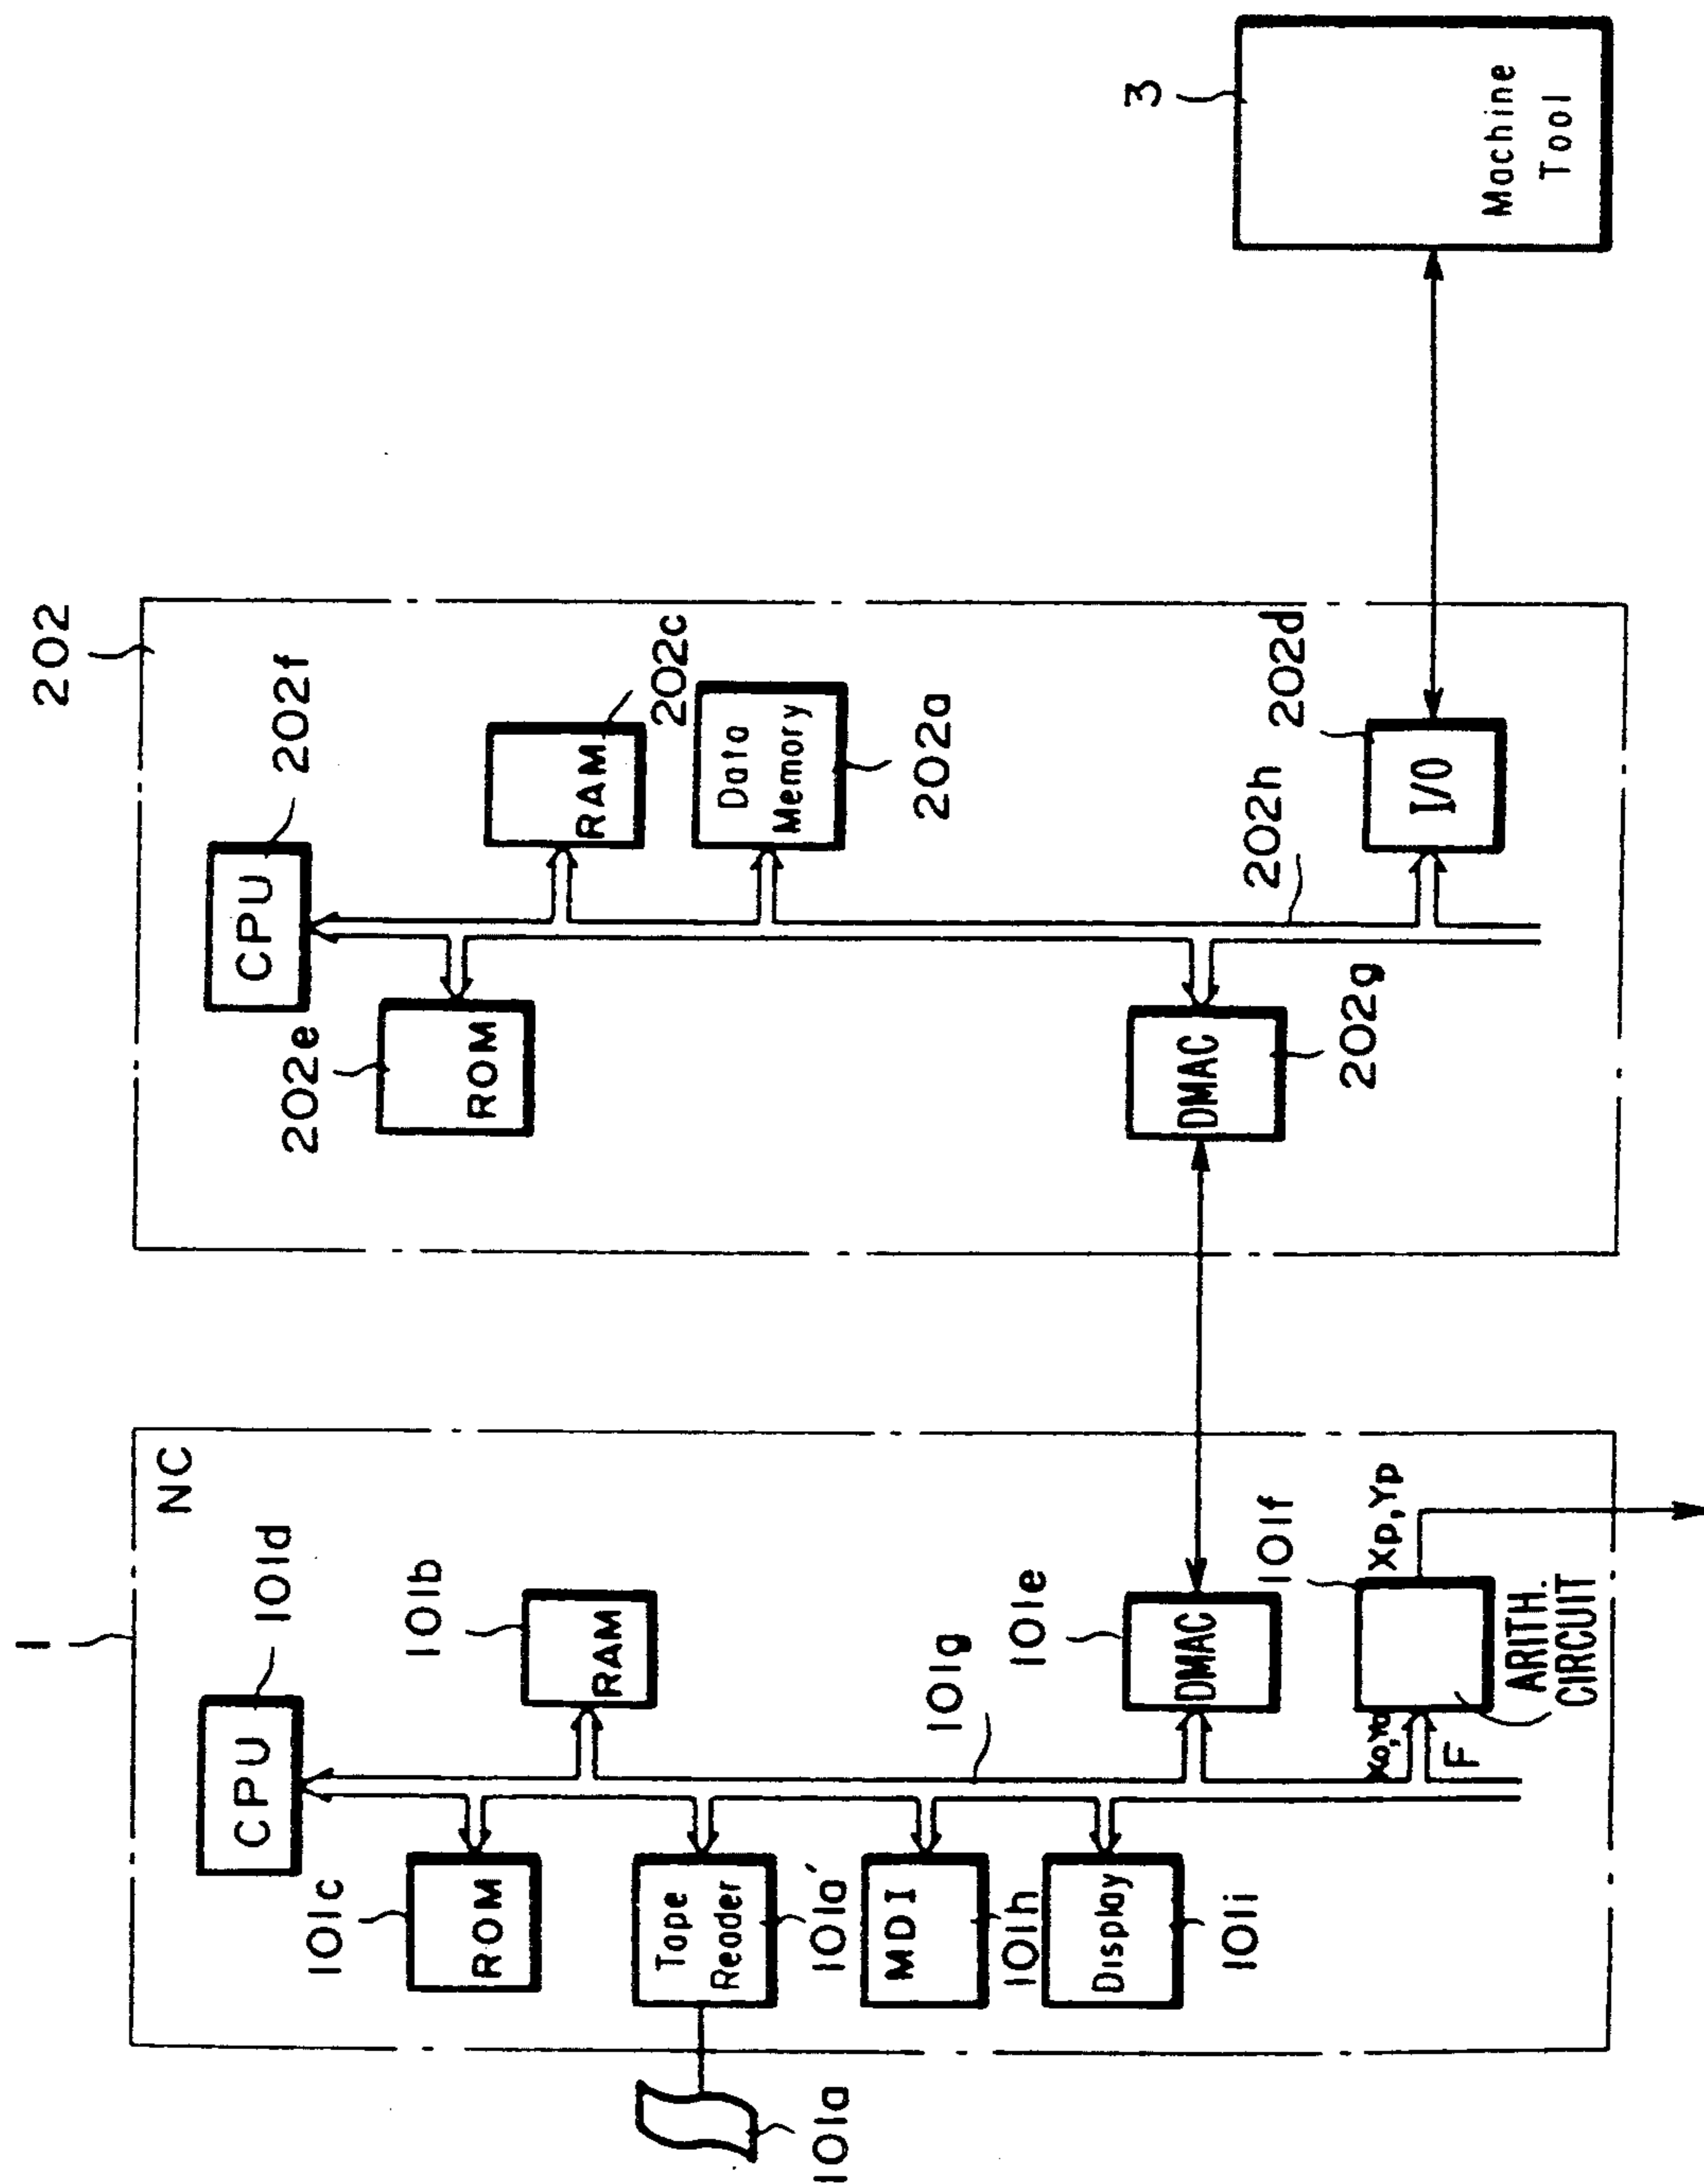 1
NC
CPU
101d
101c
ROM
101b
RAM
Tape
Reader
101a'
101a
MDI
101h
101g
Display
101i
101e
DMAC
101f
Xo,Yo
F
Xp,Yp
ARITH.
CIRCUIT
202
CPU
202f
202e
ROM
RAM
202c
Data
Memory
202a
DMAC
202g
202h
202d
I/O
3
Machine
Tool